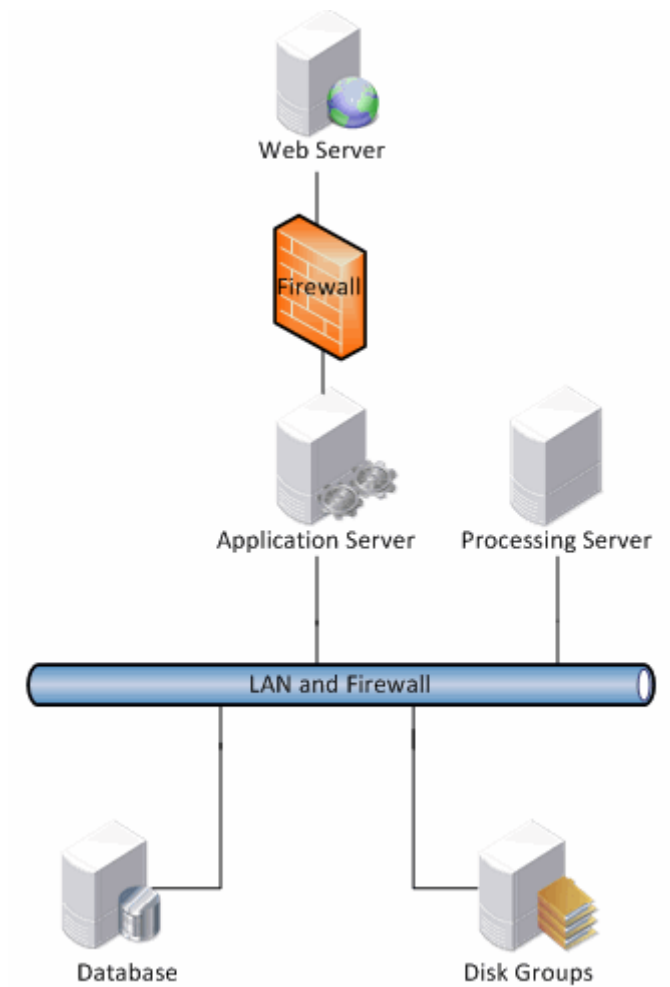 Web Server
Firewall
Application Server
Processing Server
LAN and Firewall
Database
Disk Groups